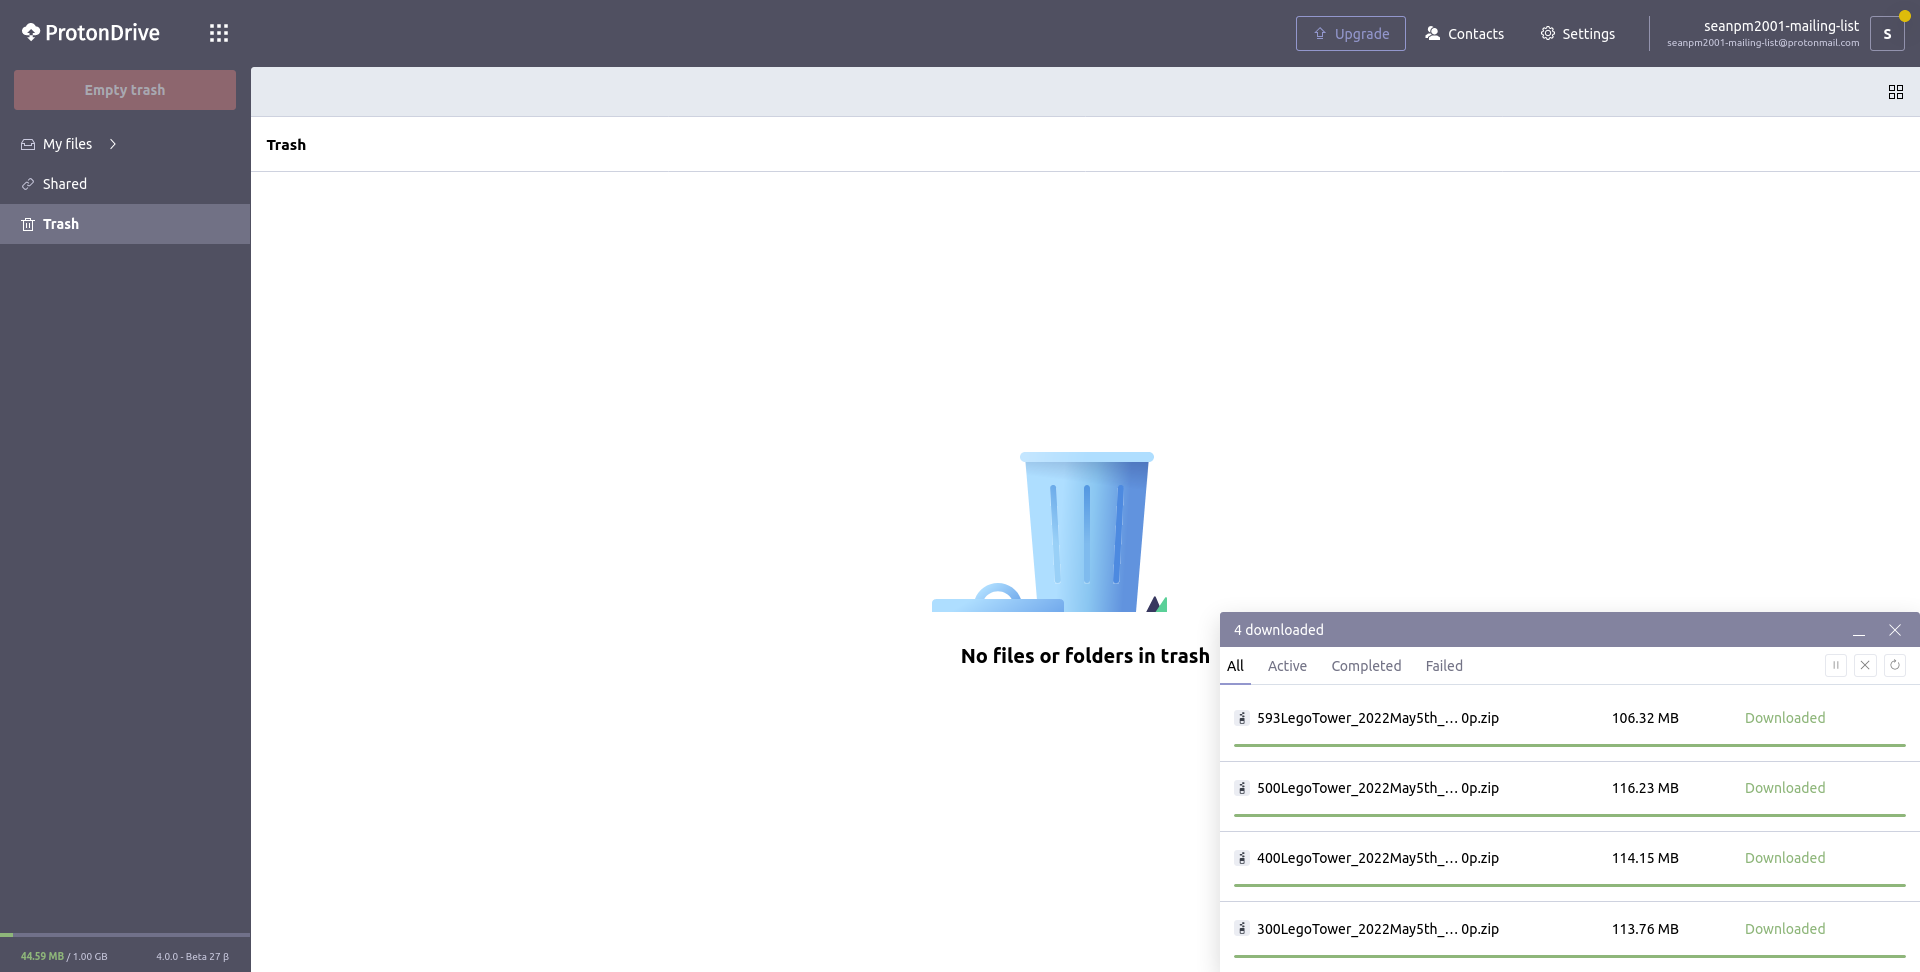 ProtonDrive
Upgrade
Contacts
Settings
seanpm2001-mailing-list
seanpm2001-mailing-list@protonmail.com
S
Empty trash
My files
Shared
Trash
Trash
No files or folders in trash
4 downloaded
All Active Completed Failed
593LegoTower_2022May5th_... 0p.zip 106.32 MB Downloaded
500LegoTower_2022May5th_... 0p.zip 116.23 MB Downloaded
400LegoTower_2022May5th_... 0p.zip 114.15 MB Downloaded
300LegoTower_2022May5th_... 0p.zip 113.76 MB Downloaded
44.59 MB / 1.00 GB 4.0.0 - Beta 27 β